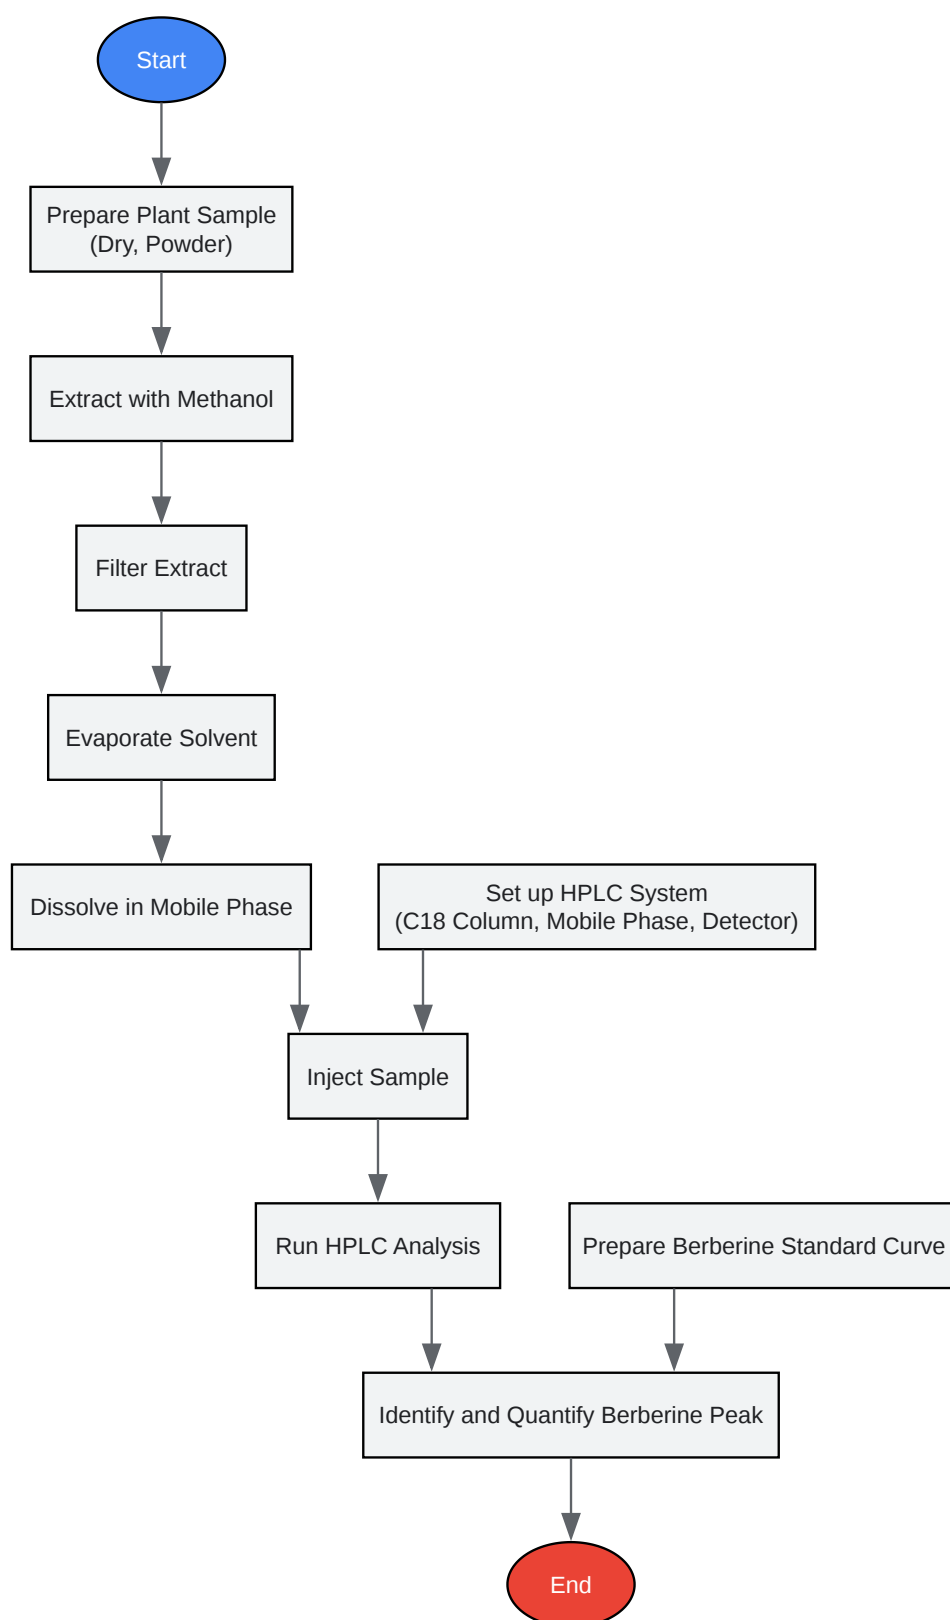 Start
Prepare Plant Sample
(Dry, Powder)
Extract with Methanol
Filter Extract
Evaporate Solvent
Dissolve in Mobile Phase
Set up HPLC System
(C18 Column, Mobile Phase, Detector)
Inject Sample
Run HPLC Analysis
Prepare Berberine Standard Curve
Identify and Quantify Berberine Peak
End